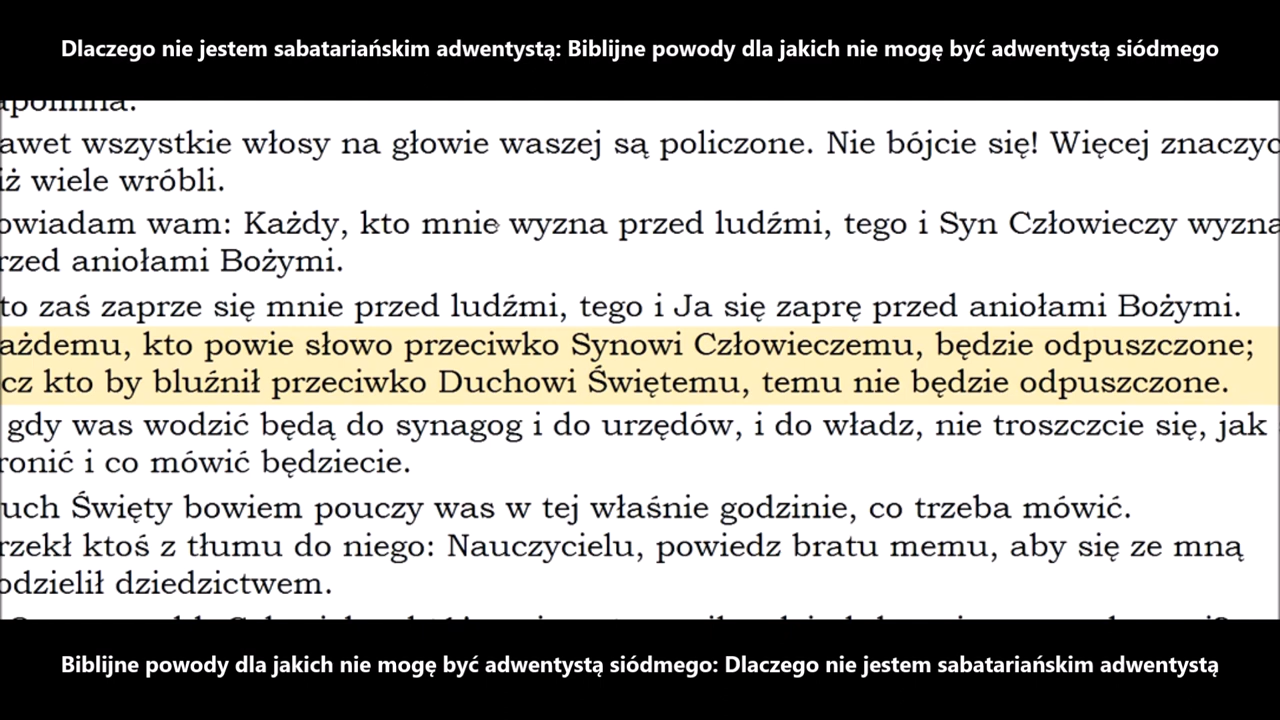 Dlaczego nie jestem sabatariańskim adwentystą: Biblijne powody dla jakich nie mogę być adwentystą siódmego
apomina.
awet wszystkie włosy na głowie waszej są policzone. Nie bójcie się! Więcej znaczyc
iż wiele wróbli.
owiadam wam: Każdy, kto mnie wyzna przed ludźmi, tego i Syn Człowieczy wyzna
rzed aniołami Bożymi.
to zaś zaprze się mnie przed ludźmi, tego i Ja się zaprę przed aniołami Bożymi.
ażdemu, kto powie słowo przeciwko Synowi Człowieczemu, będzie odpuszczone;
cz kto by bluźnił przeciwko Duchowi Świętemu, temu nie będzie odpuszczone.
gdy was wodzić będą do synagog i do urzędów, i do władz, nie troszczcie się, jak
ronić i co mówić będziecie.
uch Święty bowiem pouczy was w tej właśnie godzinie, co trzeba mówić.
rzekł ktoś z tłumu do niego: Nauczycielu, powiedz bratu memu, aby się ze mną
odzielił dziedzictwem.
Biblijne powody dla jakich nie mogę być adwentystą siódmego: Dlaczego nie jestem sabatariańskim adwentystą